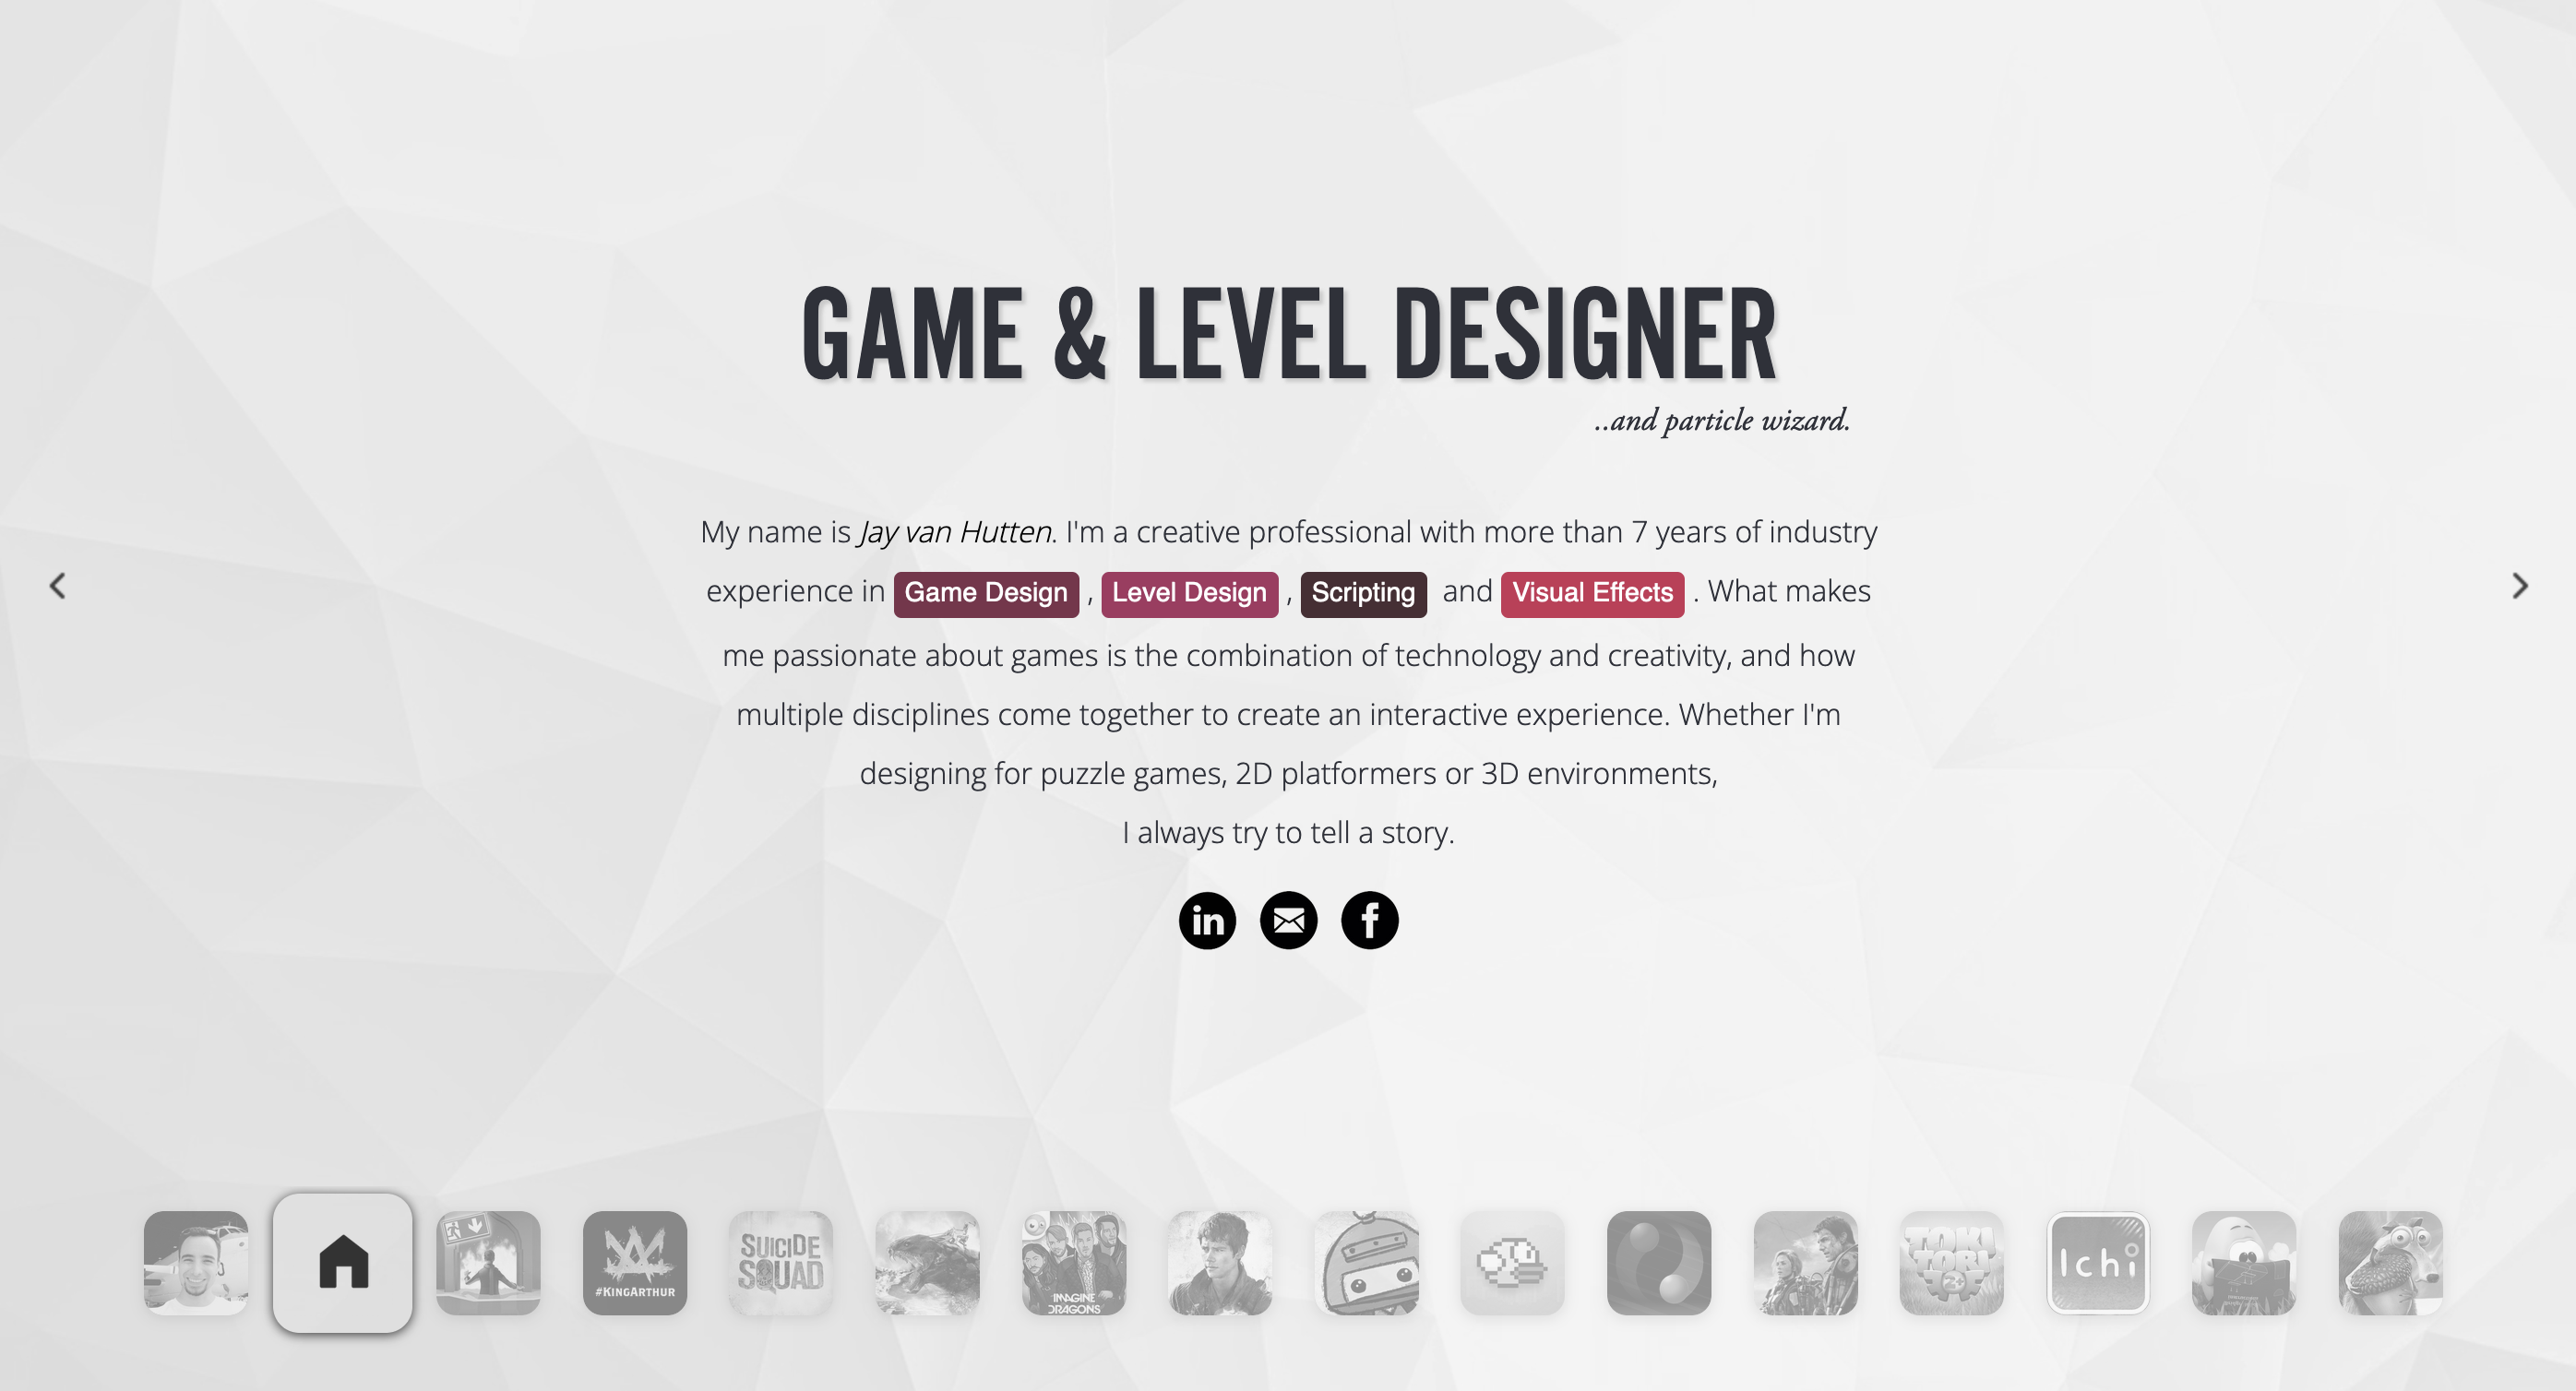 GAME & LEVEL DESIGNER
..and particle wizard.
My name is Jay van Hutten. I'm a creative professional with more than 7 years of industry
experience in Game Design , Level Design , Scripting and Visual Effects . What makes
me passionate about games is the combination of technology and creativity, and how
multiple disciplines come together to create an interactive experience. Whether I'm
designing for puzzle games, 2D platformers or 3D environments,
I always try to tell a story.
in
f
#KINGARTHUR
SUICIDE
SQUAD
IMAGINE
DRAGONS
TOKI
TORI
2+
Ichi